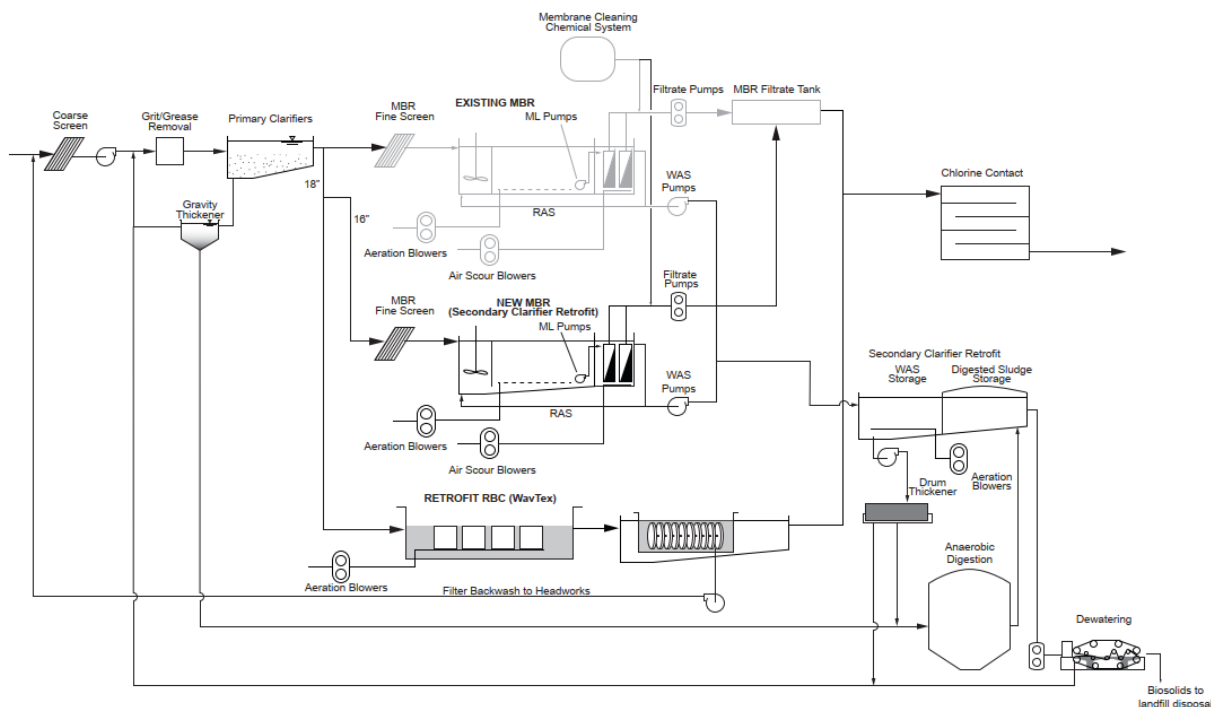 Membrane Cleaning
Chemical System
Coarse
Screen
Grit/Grease
Removal
Primary Clarifiers
MBR
Fine Screen
EXISTING MBR
ML Pumps
Filtrate Pumps
MBR Filtrate Tank
18"
16"
Gravity
Thickener
RAS
WAS
Pumps
Chlorine Contact
Aeration Blowers
Air Scour Blowers
Filtrate
Pumps
MBR
Fine Screen
NEW MBR
(Secondary Clarifier Retrofit)
ML Pumps
WAS
Pumps
RAS
Aeration Blowers
Air Scour Blowers
Secondary Clarifier Retrofit
WAS
Storage
Digested Sludge
Storage
Drum
Thickener
Aeration
Blowers
RETROFIT RBC (WavTex)
Aeration Blowers
Filter Backwash to Headworks
Anaerobic
Digestion
Dewatering
Biosolids to
landfill disposal